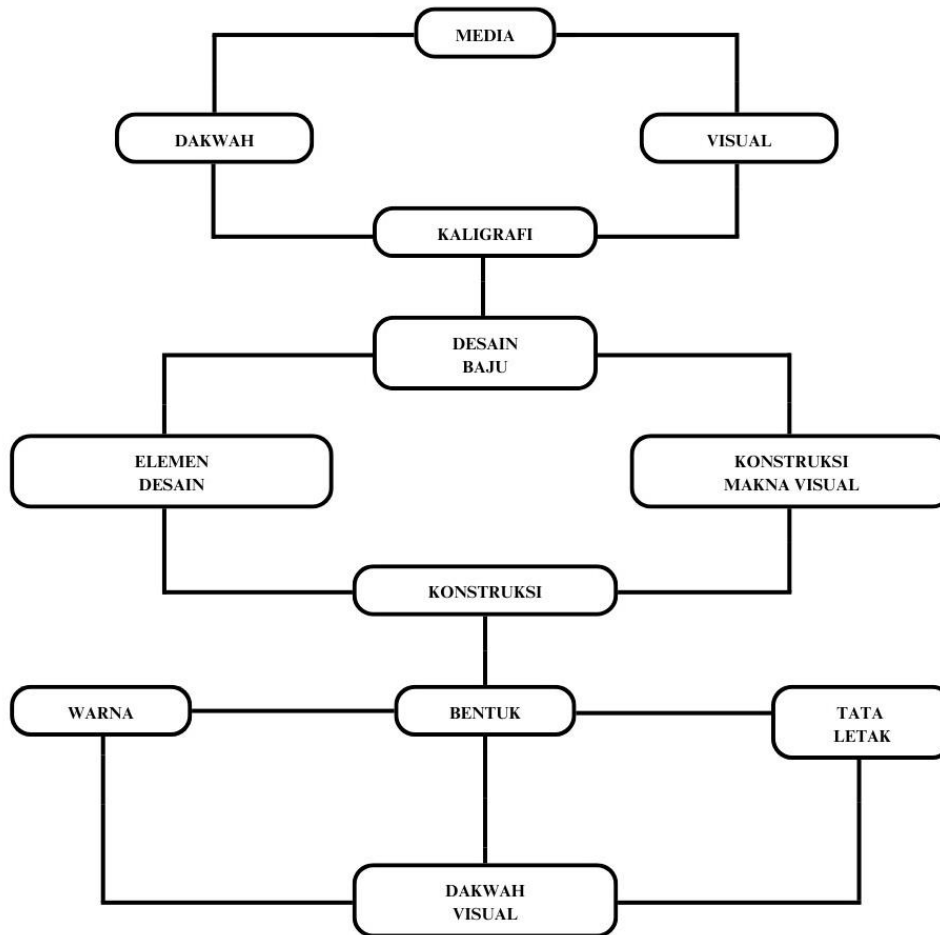 MEDIA
DAKWAH
VISUAL
KALIGRAFI
DESAIN
BAJU
ELEMEN
DESAIN
KONSTRUKSI
MAKNA VISUAL
KONSTRUKSI
WARNA
BENTUK
TATA
LETAK
DAKWAH
VISUAL